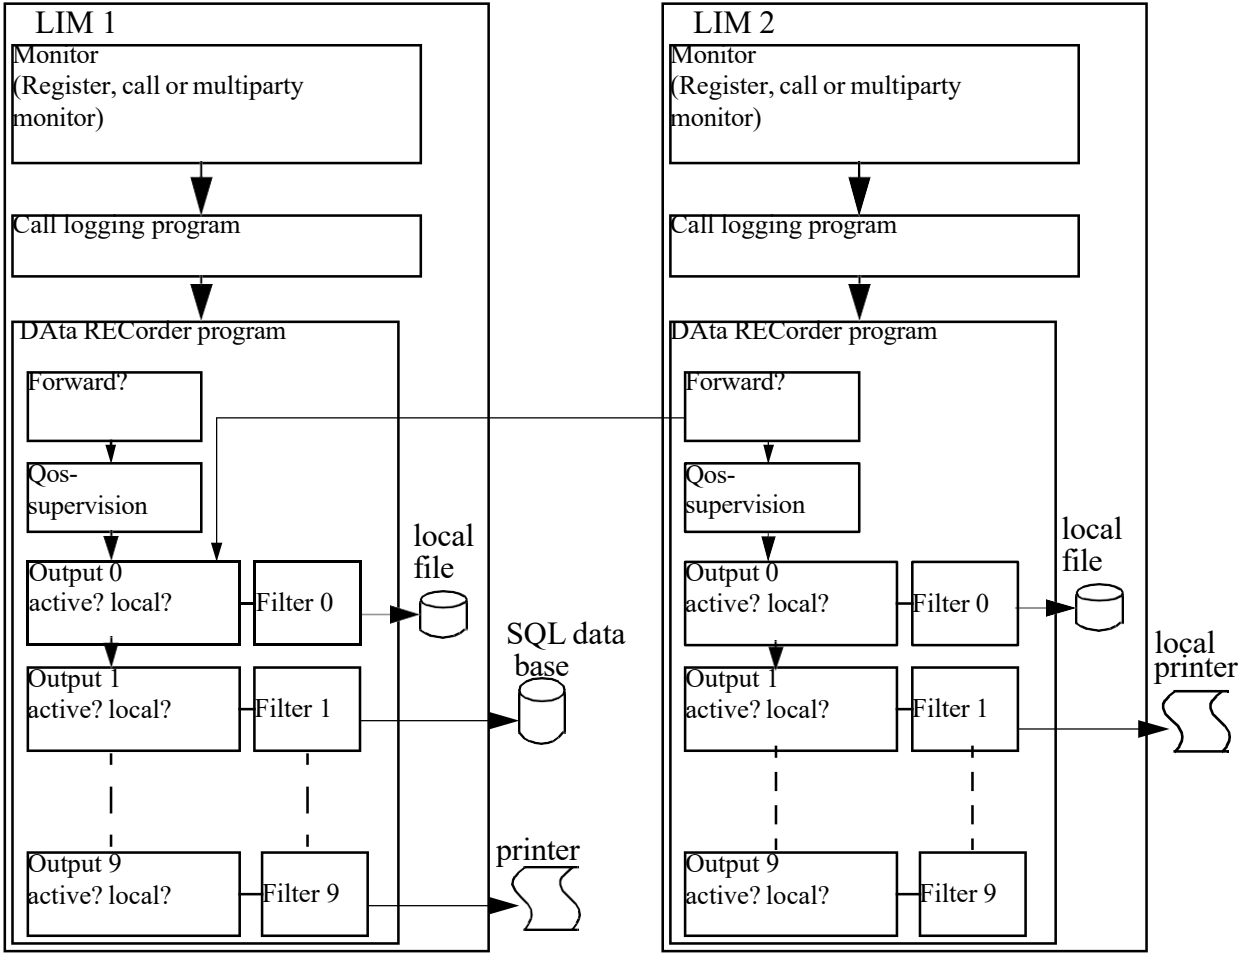 LIM 1
Monitor
(Register, call or multiparty
monitor)
Call logging program
DAta RECorder program
Forward?
Qos-
supervision
Output 0
active? local?
Filter 0
local
file
Output 1
active? local?
Filter 1
SQL data
base
Output 9
active? local?
Filter 9
printer
LIM 2
Monitor
(Register, call or multiparty
monitor)
Call logging program
DAta RECorder program
Forward?
Qos-
supervision
Output 0
active? local?
Filter 0
local
file
Output 1
active? local?
Filter 1
local
printer
Output 9
active? local?
Filter 9